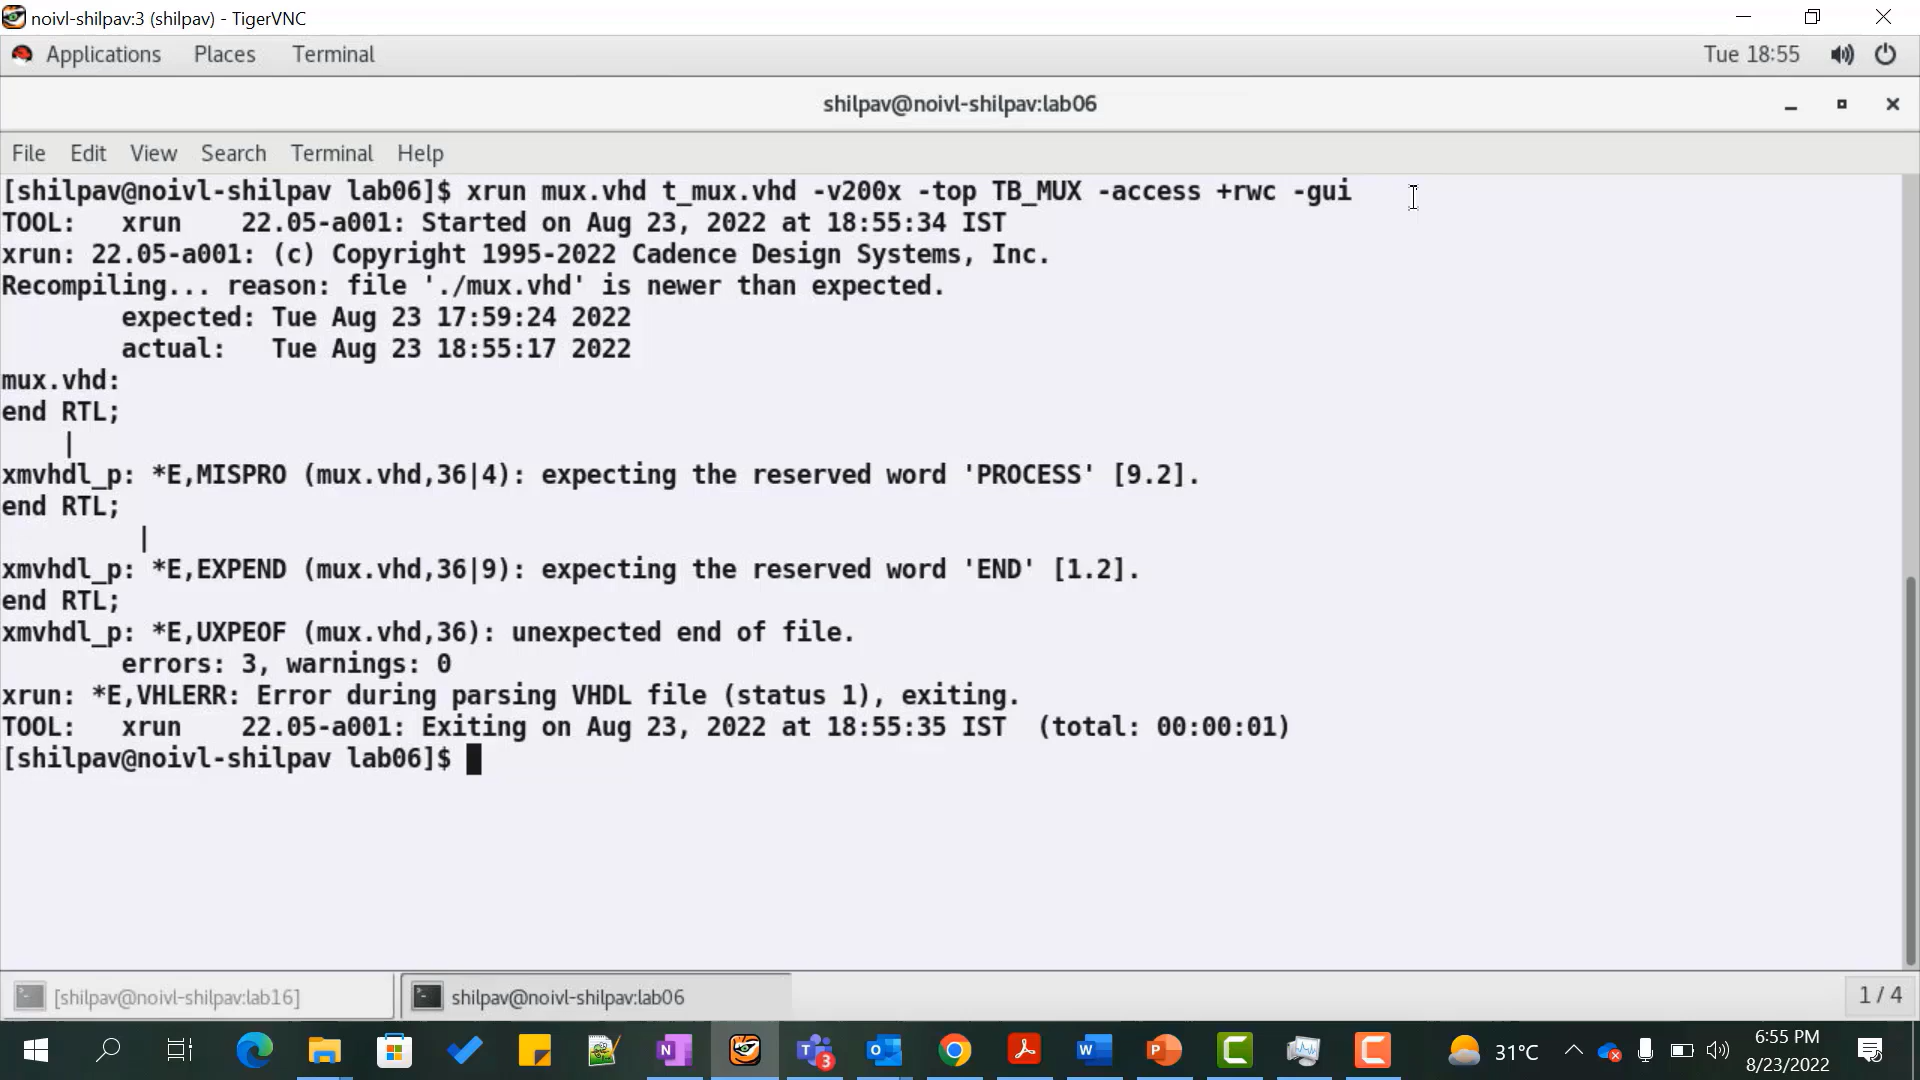 noivl-shilpav:3 (shilpav) - TigerVNC
Applications Places Terminal Tue 18:55
shilpav@noivl-shilpav:lab06
File Edit View Search Terminal Help
[shilpav@noivl-shilpav lab06]$ xrun mux.vhd t_mux.vhd -v200x -top TB_MUX -access +rwc -gui
TOOL: xrun 22.05-a001: Started on Aug 23, 2022 at 18:55:34 IST
xrun: 22.05-a001: (c) Copyright 1995-2022 Cadence Design Systems, Inc.
Recompiling... reason: file './mux.vhd' is newer than expected.
expected: Tue Aug 23 17:59:24 2022
actual: Tue Aug 23 18:55:17 2022
mux.vhd:
end RTL;
|
xmvhdl_p: *E,MISPRO (mux.vhd,36|4): expecting the reserved word 'PROCESS' [9.2].
end RTL;
|
xmvhdl_p: *E,EXPEND (mux.vhd,36|9): expecting the reserved word 'END' [1.2].
end RTL;
xmvhdl_p: *E,UXPEOF (mux.vhd,36): unexpected end of file.
errors: 3, warnings: 0
xrun: *E,VHLERR: Error during parsing VHDL file (status 1), exiting.
TOOL: xrun 22.05-a001: Exiting on Aug 23, 2022 at 18:55:35 IST (total: 00:00:01)
[shilpav@noivl-shilpav lab06]$
[shilpav@noivl-shilpav:lab16] shilpav@noivl-shilpav:lab06 1 / 4
31°C 6:55 PM
8/23/2022